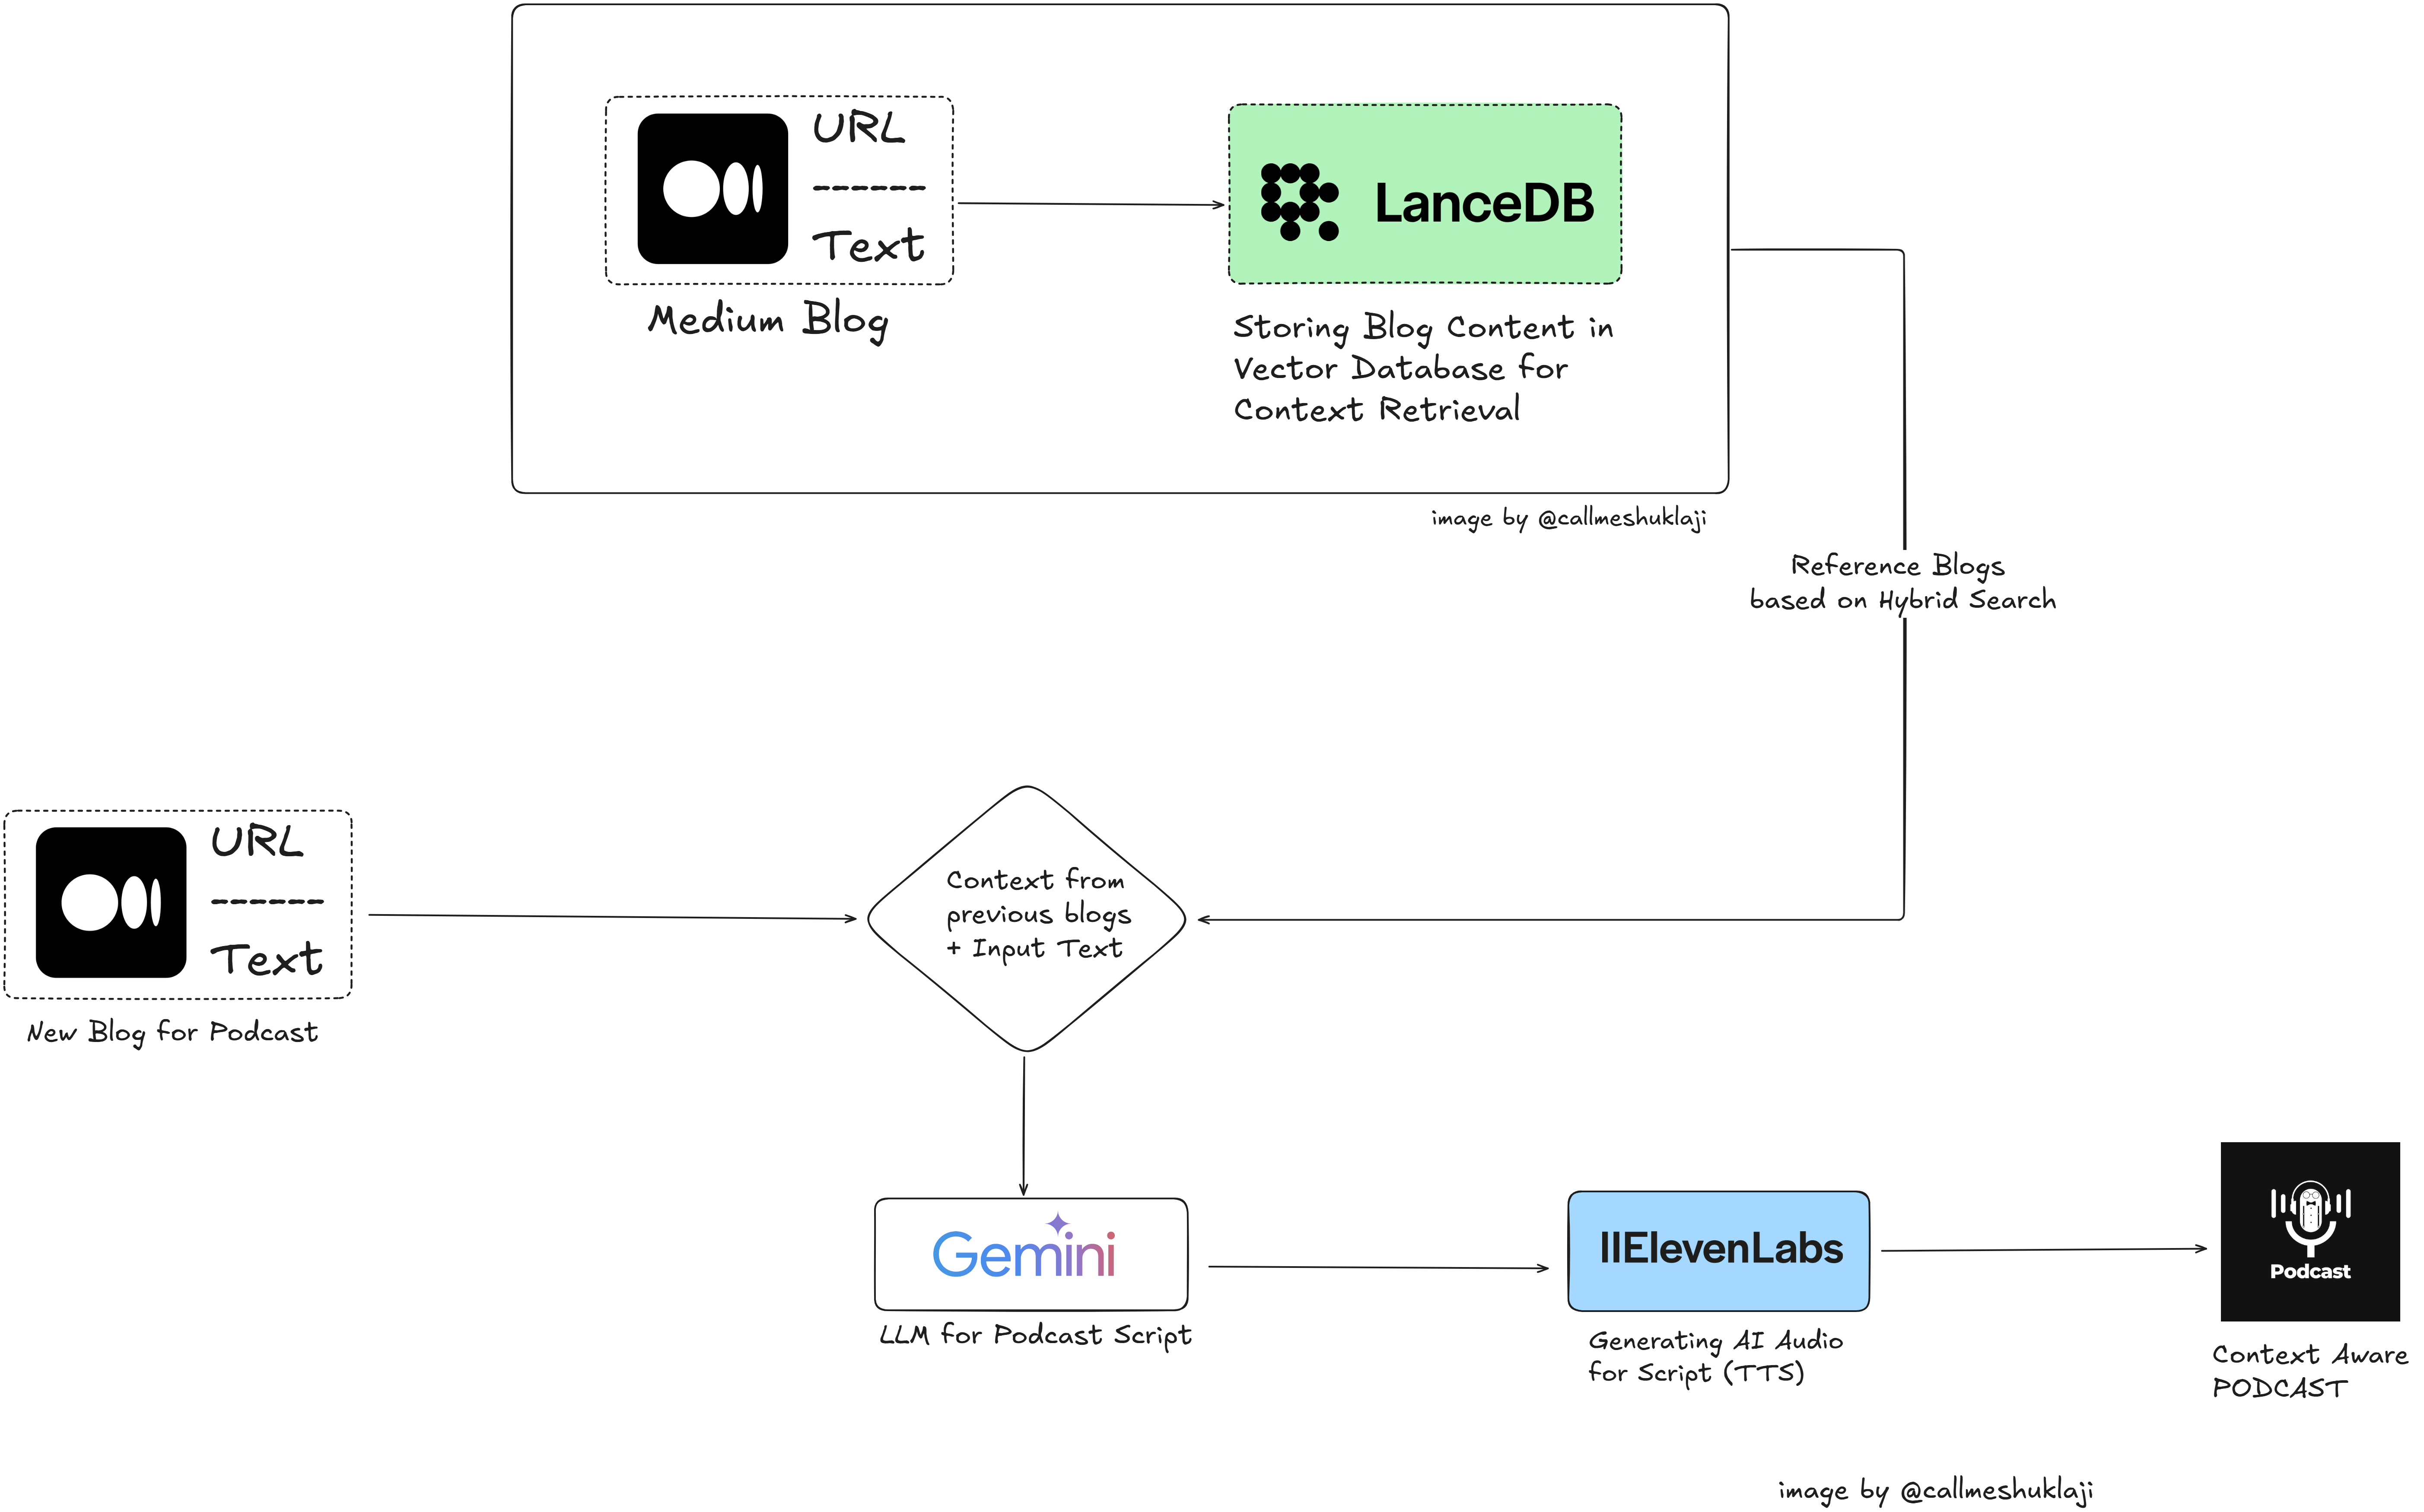 URL
Text
Medium Blog
LanceDB
Storing Blog Content in
Vector Database for
Context Retrieval
image by @callmeshuklaji
Reference Blogs
based on Hybrid Search
URL
Text
New Blog for Podcast
Context from
previous blogs
+ Input Text
Gemini
LLM for Podcast Script
IIElevenLabs
Generating AI Audio
for Script (TTS)
Podcast
Context Aware
PODCAST
image by @callmeshuklaji